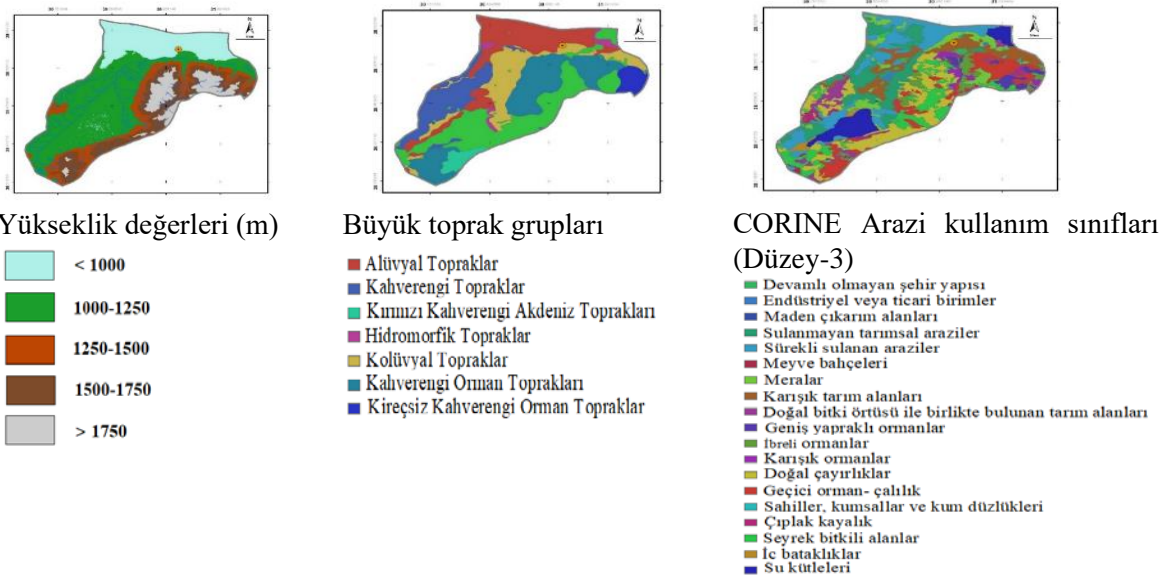 Yükseklik değerleri (m)
< 1000
1000-1250
1250-1500
1500-1750
> 1750
Büyük toprak grupları
Alüvyal Topraklar
Kahverengi Topraklar
Kırmızı Kahverengi Akdeniz Toprakları
Hidromorfik Topraklar
Kolüvyal Topraklar
Kahverengi Orman Toprakları
Kireçsiz Kahverengi Orman Topraklar
CORINE Arazi kullanım sınıfları
(Düzey-3)
Devamlı olmayan şehir yapısı
Endüstriyel veya ticari birimler
Maden çıkarım alanları
Sulanmayan tarımsal araziler
Sürekli sulanan araziler
Meyve bahçeleri
Meralar
Karışık tarım alanları
Doğal bitki örtüsü ile birlikte bulunan tarım alanları
Geniş yapraklı ormanlar
İbreli ormanlar
Karışık ormanlar
Doğal çayırlıklar
Geçici orman- çalılık
Sahiller, kumsallar ve kum düzlükleri
Çıplak kayalık
Seyrek bitkili alanlar
İç bataklıklar
Su kütleleri